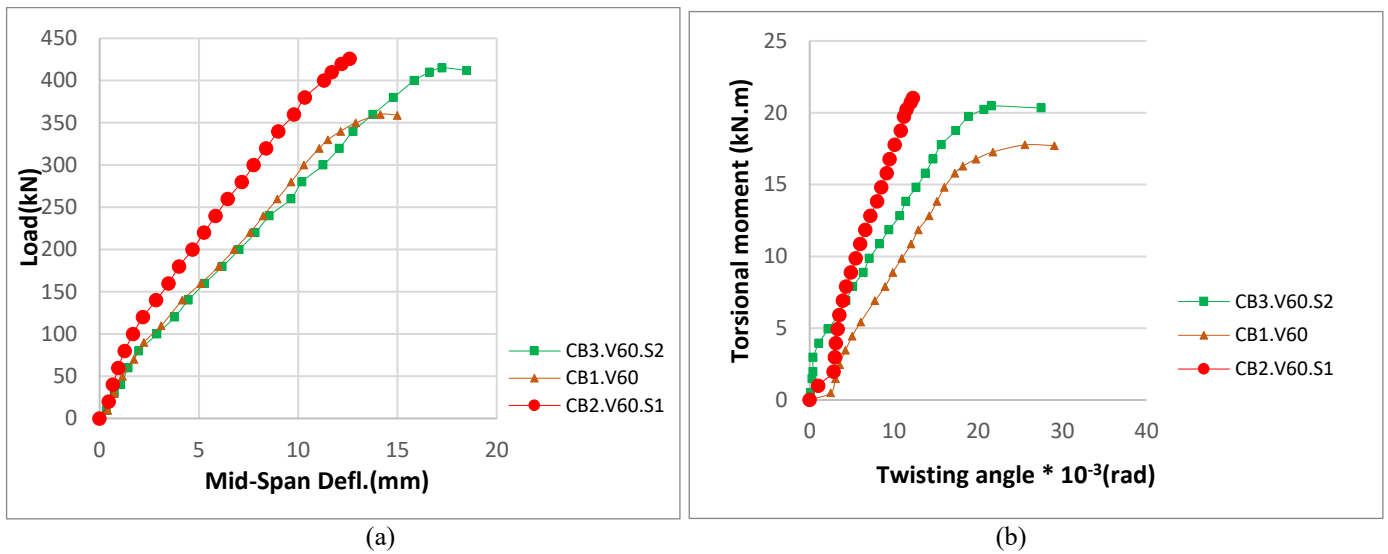 Load(kN)
450
400
350
300
250
200
150
100
50
0
0 5 10 15 20
Mid-Span Defl.(mm)
CB3.V60.S2
CB1.V60
CB2.V60.S1
(a)
Torsional moment (kN.m)
25
20
15
10
5
0
0 10 20 30 40
Twisting angle * 10⁻³(rad)
CB3.V60.S2
CB1.V60
CB2.V60.S1
(b)